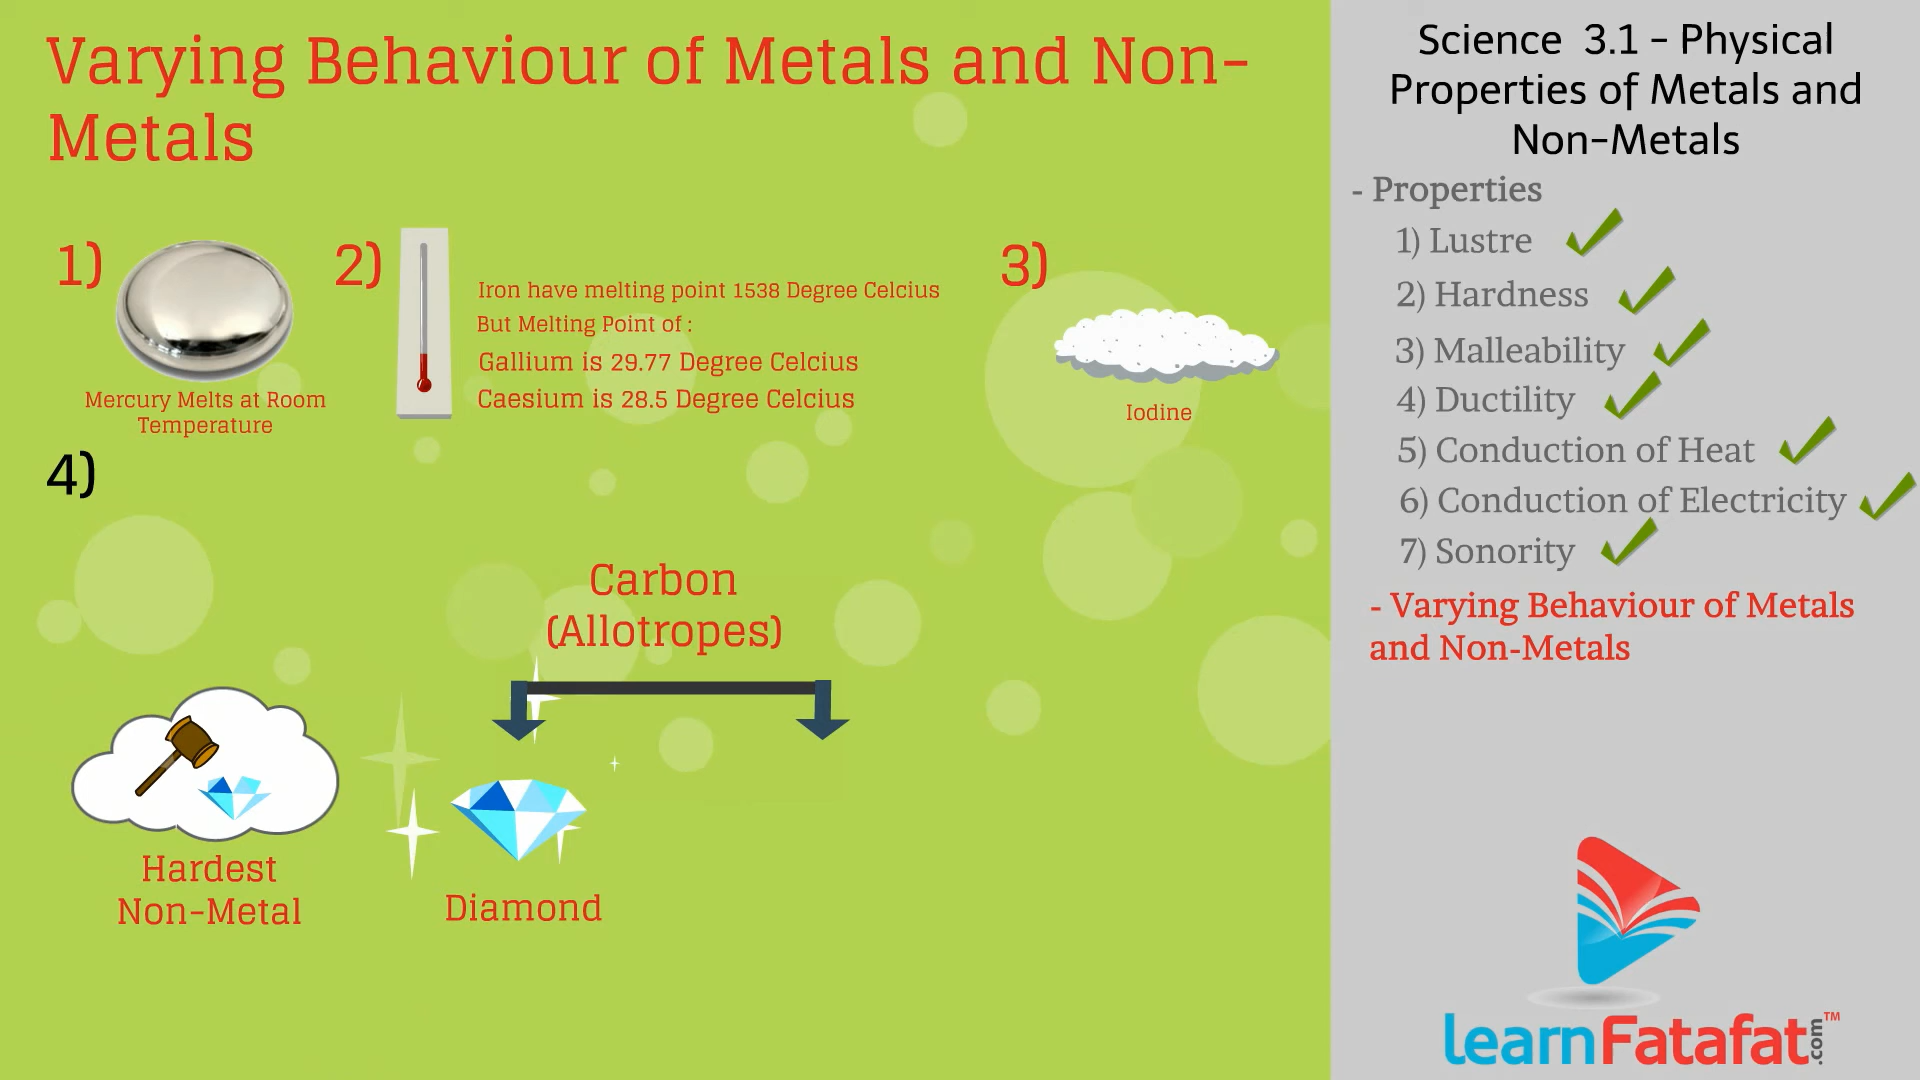 Varying Behaviour of Metals and Non-
Metals
1)
Mercury Melts at Room
Temperature
2)
Iron have melting point 1538 Degree Celcius
But Melting Point of :
Gallium is 29.77 Degree Celcius
Caesium is 28.5 Degree Celcius
3)
Iodine
4)
Carbon
(Allotropes)
Hardest
Non-Metal
Diamond
Science 3.1 - Physical
Properties of Metals and
Non-Metals
- Properties
1) Lustre
2) Hardness
3) Malleability
4) Ductility
5) Conduction of Heat
6) Conduction of Electricity
7) Sonority
- Varying Behaviour of Metals
and Non-Metals
learnFatafat.com™